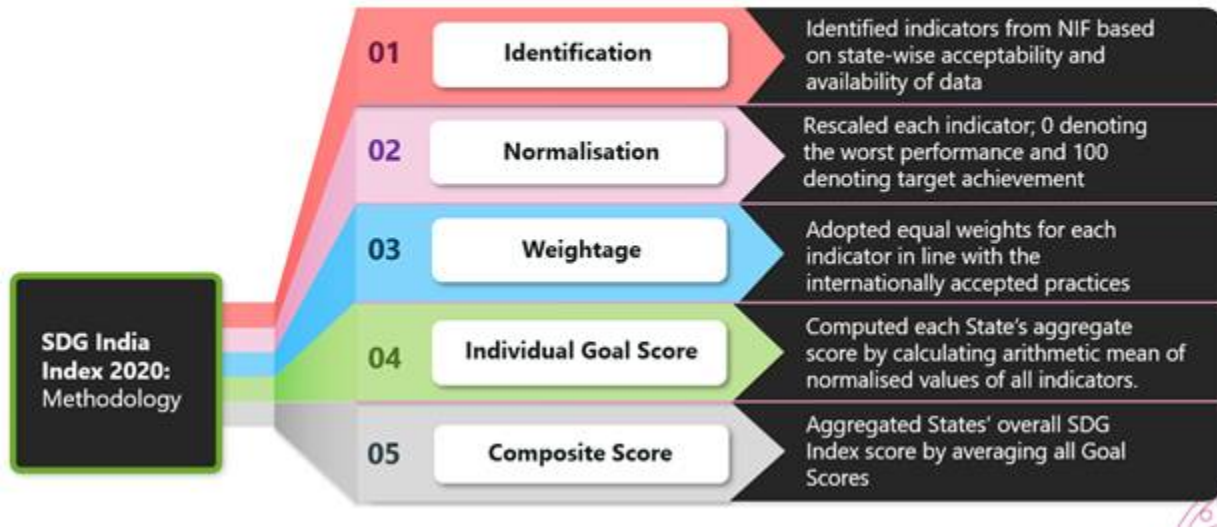 SDG India
Index 2020:
Methodology
01
Identification
Identified indicators from NIF based
on state-wise acceptability and
availability of data
02
Normalisation
Rescaled each indicator; 0 denoting
the worst performance and 100
denoting target achievement
03
Weightage
Adopted equal weights for each
indicator in line with the
internationally accepted practices
04
Individual Goal Score
Computed each State's aggregate
score by calculating arithmetic mean of
normalised values of all indicators.
05
Composite Score
Aggregated States' overall SDG
Index score by averaging all Goal
Scores
6